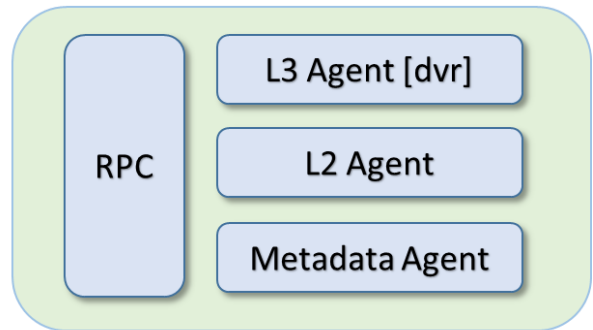 RPC
L3 Agent [dvr]
L2 Agent
Metadata Agent